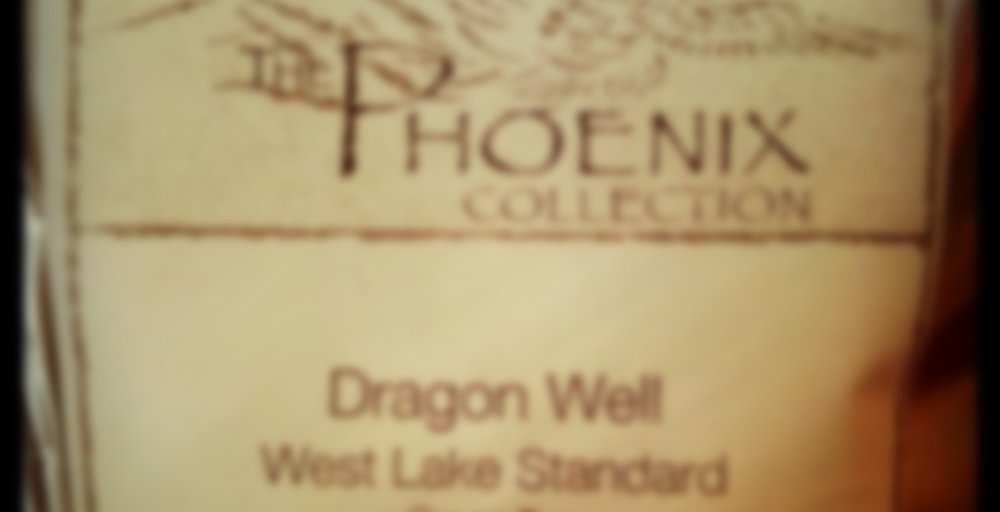 THE PHOENIX
COLLECTION
Dragon Well
West Lake Standard